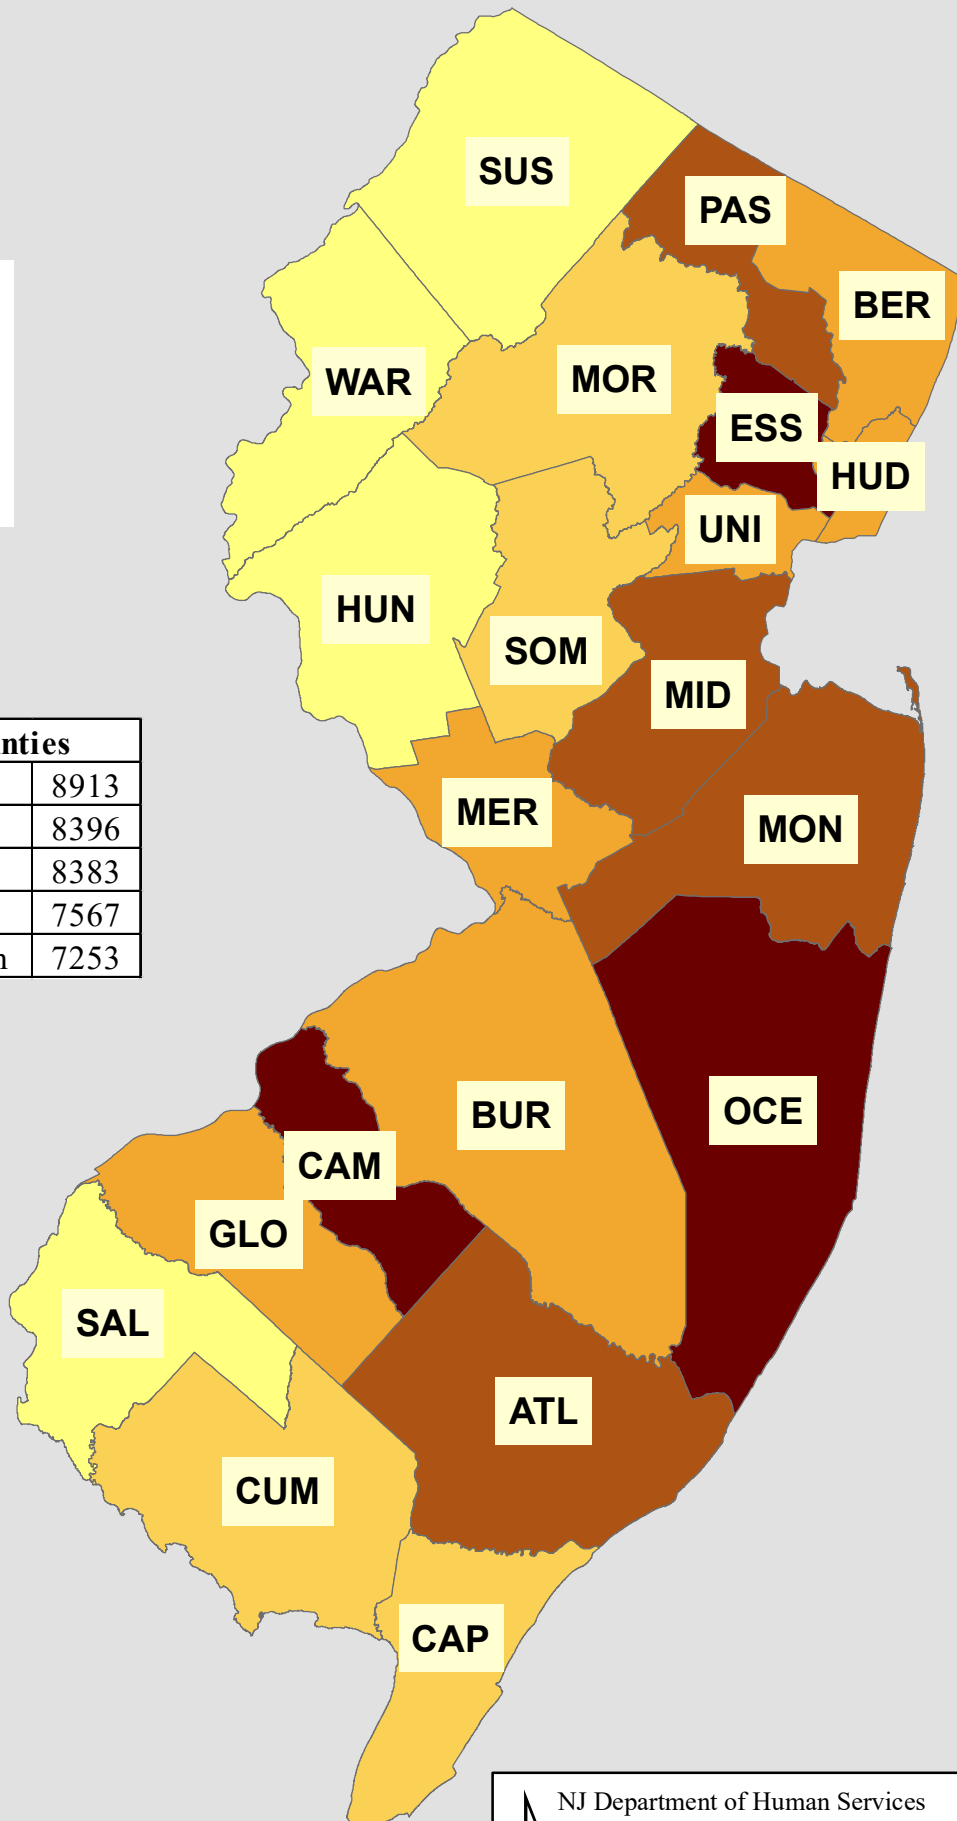 SUS
PAS
BER
WAR
MOR
ESS
HUD
UNI
HUN
SOM
MID
nties
8913
8396
8383
7567
n 7253
MER
MON
OCE
BUR
CAM
GLO
SAL
ATL
CUM
CAP
NJ Department of Human Services